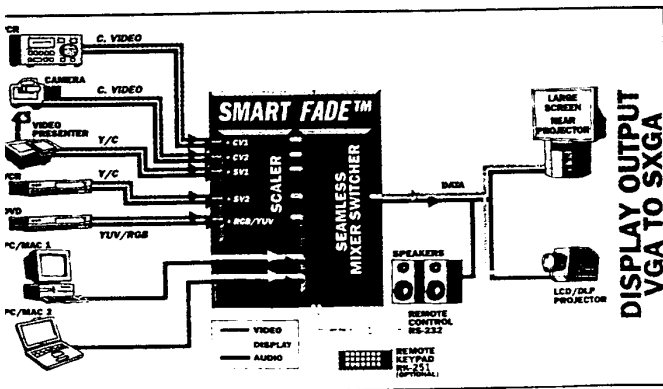 CR
C. VIDEO
CAMERA
C. VIDEO
VIDEO
PRESENTER
Y/C
CR
Y/C
DVD
YUV/RGB
PC/MAC 1
PC/MAC 2
SMART FADE™
CV1
CV2
SV1
SV2
RGB/YUV
SCALER
SEAMLESS
MIXER SWITCHER
DATA
SPEAKERS
REMOTE
CONTROL
RS-232
VIDEO
DISPLAY
AUDIO
REMOTE
KEYPAD
RK-251
(OPTIONAL)
LARGE
SCREEN
REAR
PROJECTOR
LCD/DLP
PROJECTOR
DISPLAY OUTPUT
VGA TO SXGA